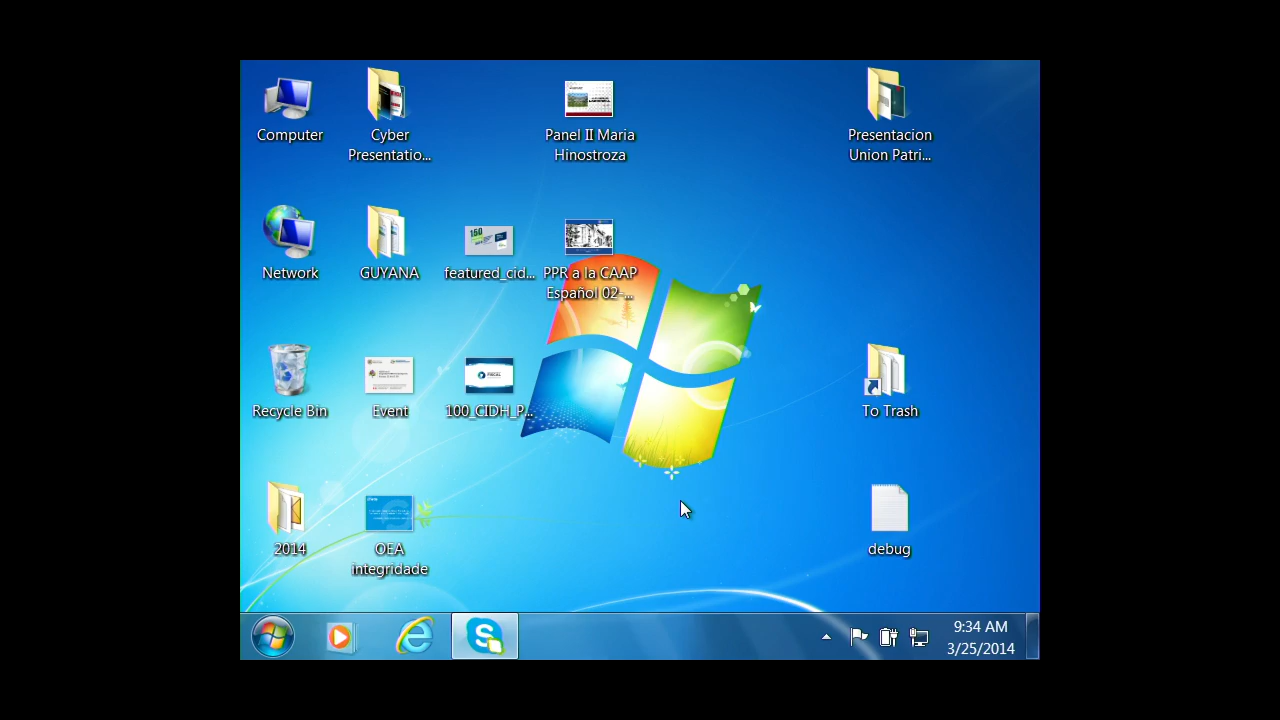 Computer
Cyber
Presentatio...
Panel II Maria
Hinostroza
Presentacion
Union Patri...
Network
GUYANA
featured_cid...
PPR a la CAAP
Español 02-...
Recycle Bin
Event
100_CIDH_P...
To Trash
2014
OEA
integridade
debug
9:34 AM
3/25/2014